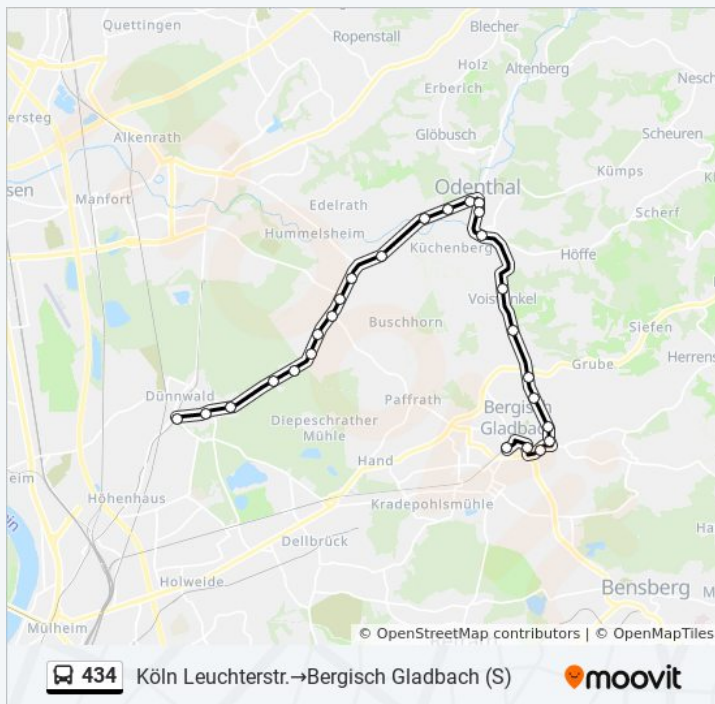 Quettingen
Blecher
Ropenstall
Holz
Altenberg
Erberich
Nesch
ersteg
Alkenrath
Glöbusch
Scheuren
Odenthal
Kümps
sen
Manfort
Edelrath
Scherf
Hummelsheim
Küchenberg
Höffe
Voiswinkel
Buschhorn
Siefen
Grube
Herrens
Dünnwald
Paffrath
Bergisch
Gladbach
Diepeschrather
Mühle
eim
Hand
Höhenhaus
Kradepohlsmühle
Ha
Dellbrück
Holweide
Bensberg
M
Mülheim
© OpenStreetMap contributors | © OpenMapTiles
434 Köln Leuchterstr.→Bergisch Gladbach (S) moovit